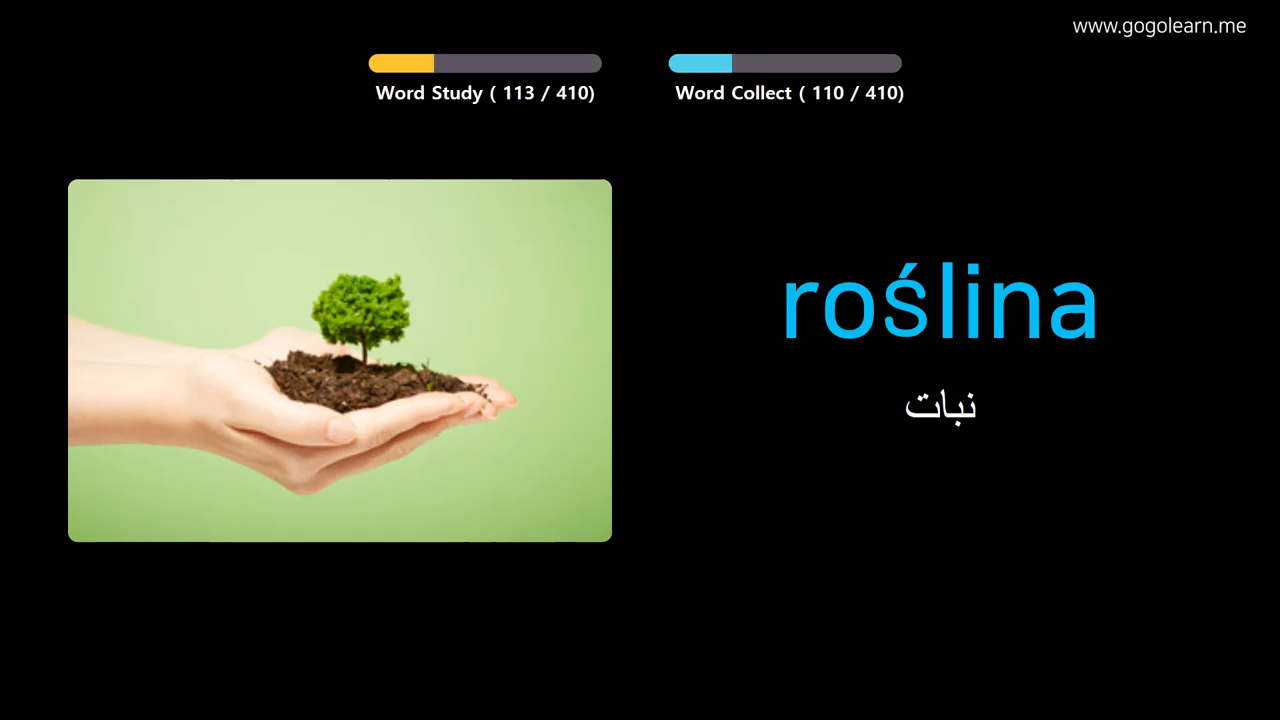 www.gogolearn.me
Word Study ( 113 / 410)
Word Collect ( 110 / 410)
roślina
نبات